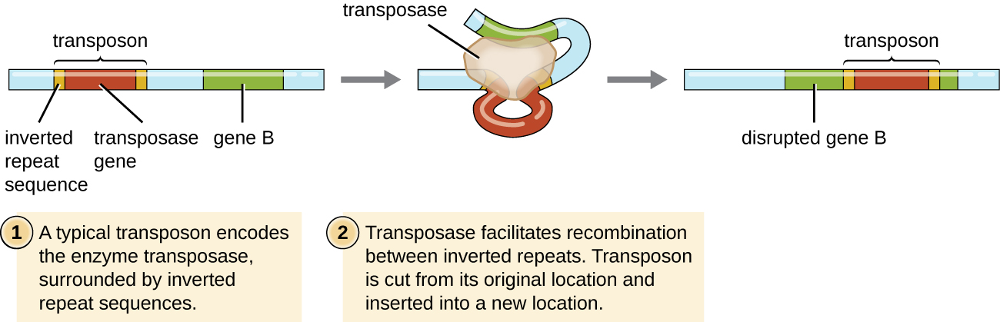 transposase
transposon
transposon
inverted
repeat
sequence
transposase
gene
gene B
disrupted gene B
1
A typical transposon encodes
the enzyme transposase,
surrounded by inverted
repeat sequences.
2
Transposase facilitates recombination
between inverted repeats. Transposon
is cut from its original location and
inserted into a new location.